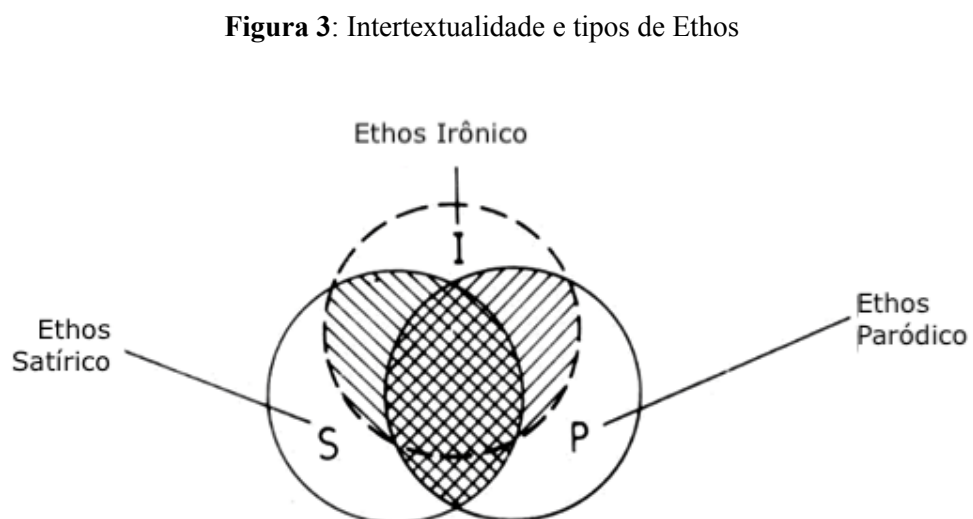 Figura 3: Intertextualidade e tipos de Ethos
Ethos Irônico
I
Ethos
Satírico
Ethos
Paródico
S
P